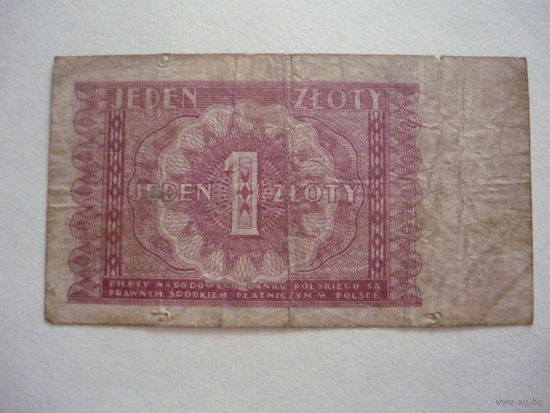 JEDEN ZŁOTY
JEDEN 1 ZŁOTY
BILETY NARODOWEGO BANKU POLSKIEGO SĄ
PRAWNYM ŚRODKIEM PŁATNICZYM W POLSCE
www.ay.by